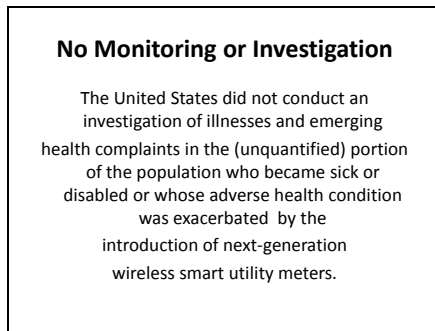 No Monitoring or Investigation
The United States did not conduct an
investigation of illnesses and emerging
health complaints in the (unquantified) portion
of the population who became sick or
disabled or whose adverse health condition
was exacerbated by the
introduction of next-generation
wireless smart utility meters.